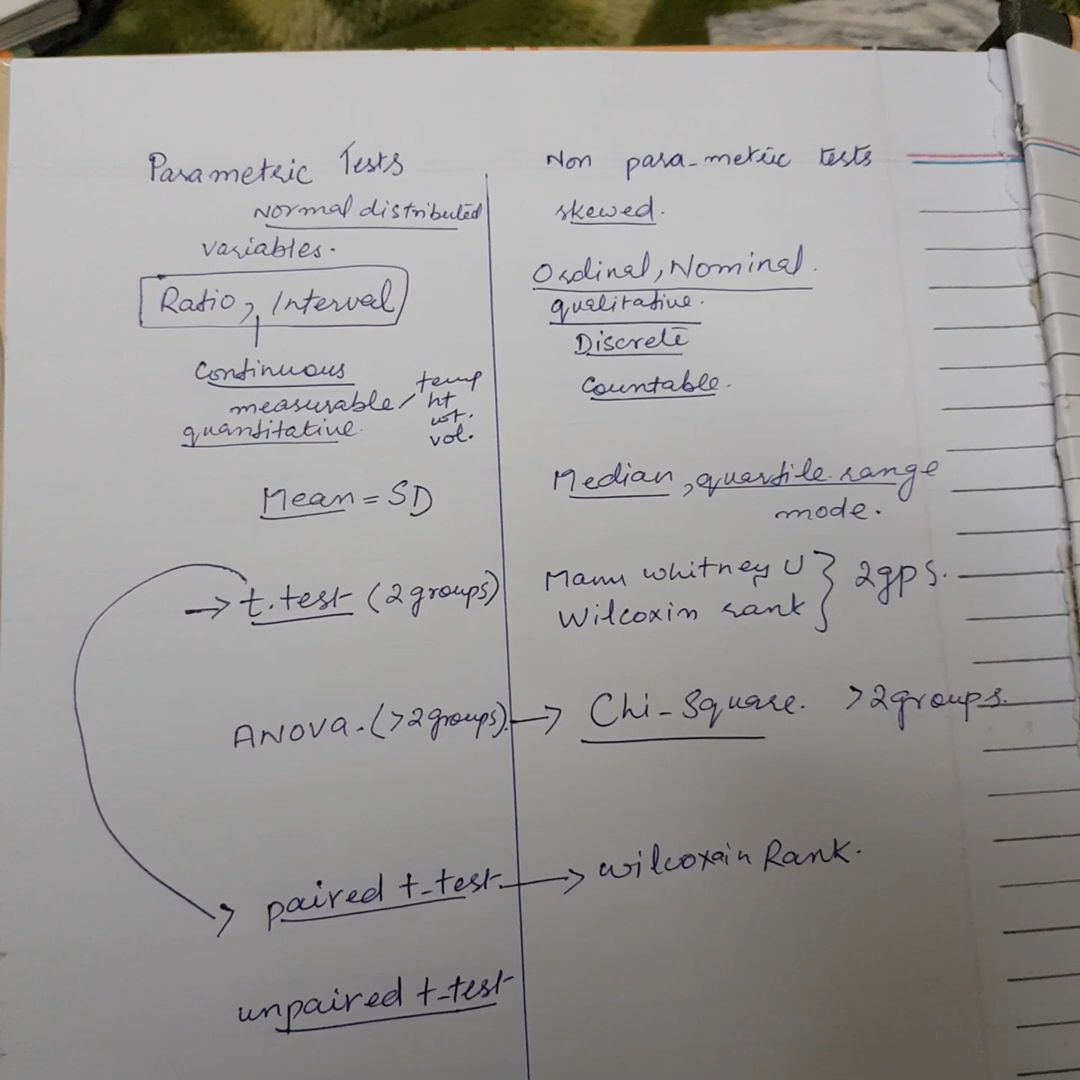 Parametric Tests
Normal distributed
variables.
Ratio, Interval
Continuous
measurable
temp
ht
wt.
vol.
quantitative
Mean = SD
→ t.test (2 groups)
ANOVA. (>2 groups). →
paired t-test →
unpaired t-test
Non para-metric tests
skewed.
Ordinal, Nominal.
qualitative.
Discrete
Countable.
Median, quartile range
mode.
Mann whitney U
Wilcoxin rank } 2gps.
Chi-Square. >2groups.
Wilcoxain Rank.